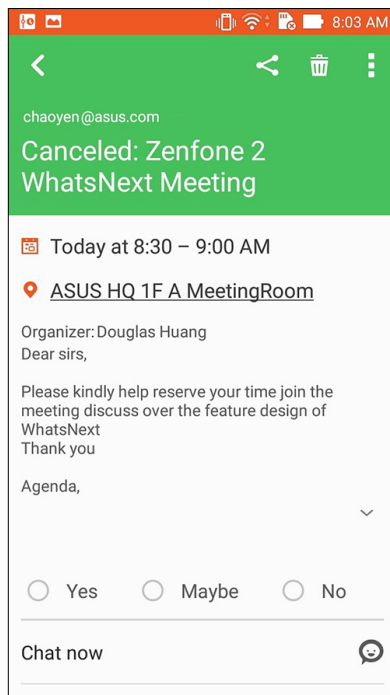 8:03 AM
chaoyen@asus.com
Canceled: Zenfone 2
WhatsNext Meeting
Today at 8:30 – 9:00 AM
ASUS HQ 1F A MeetingRoom
Organizer: Douglas Huang
Dear sirs,
Please kindly help reserve your time join the
meeting discuss over the feature design of
WhatsNext
Thank you
Agenda,
Yes Maybe No
Chat now